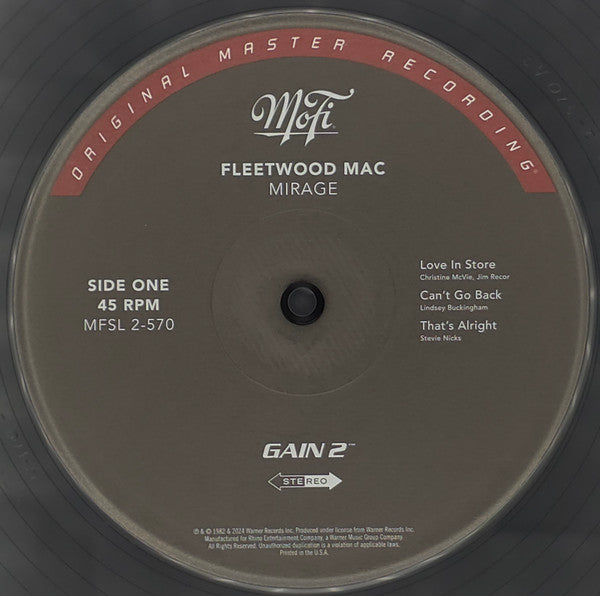 ORIGINAL MASTER RECORDING®
MoFi
FLEETWOOD MAC
MIRAGE
SIDE ONE
45 RPM
MFSL 2-570
Love In Store
Christine McVie, Jim Recor
Can't Go Back
Lindsey Buckingham
That's Alright
Stevie Nicks
GAIN 2™
STEREO
℗ & © 1982 & 2024 Warner Records Inc. Produced under license from Warner Records Inc.
Manufactured for Rhino Entertainment Company, a Warner Music Group Company.
All Rights Reserved. Unauthorized duplication is a violation of applicable laws.
Printed in the U.S.A.